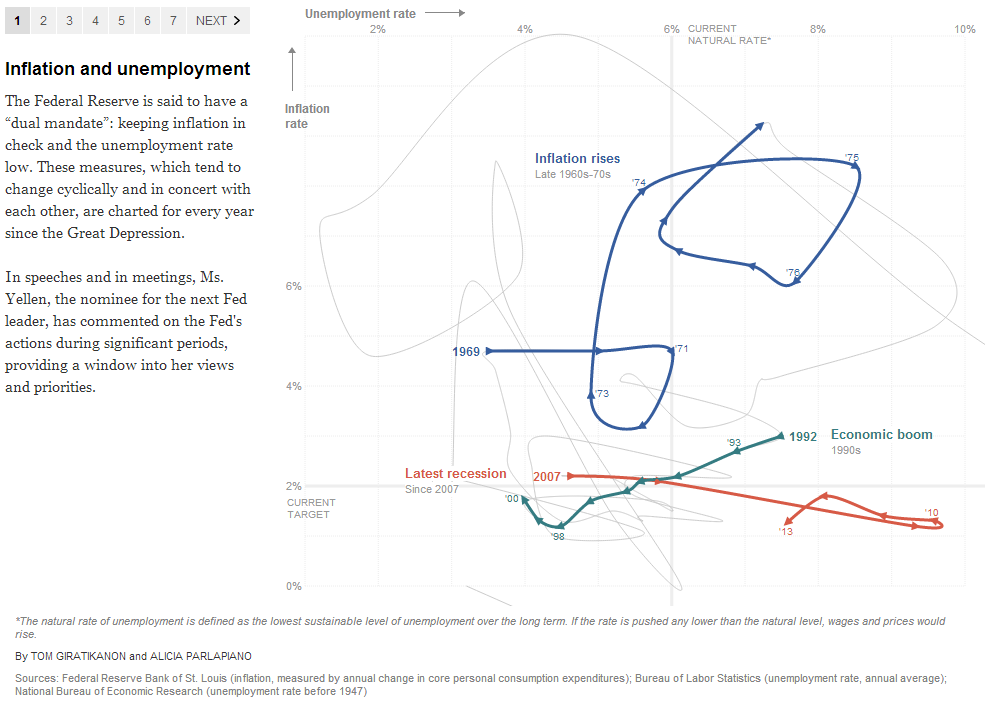 1 2 3 4 5 6 7 NEXT
Unemployment rate
2% 4% 6% CURRENT 8% 10%
NATURAL RATE*
Inflation and unemployment
The Federal Reserve is said to have a
“dual mandate”: keeping inflation in
check and the unemployment rate
low. These measures, which tend to
change cyclically and in concert with
each other, are charted for every year
since the Great Depression.
In speeches and in meetings, Ms.
Yellen, the nominee for the next Fed
leader, has commented on the Fed's
actions during significant periods,
providing a window into her views
and priorities.
Inflation
rate
Inflation rises
Late 1960s-70s
'74
'75
'76
6%
1969
'71
4%
'73
'93
1992
Economic boom
1990s
Latest recession
Since 2007
2007
2%
CURRENT
TARGET
'00
'98
'10
'13
0%
*The natural rate of unemployment is defined as the lowest sustainable level of unemployment over the long term. If the rate is pushed any lower than the natural level, wages and prices would
rise.
By TOM GIRATIKANON and ALICIA PARLAPIANO
Sources: Federal Reserve Bank of St. Louis (inflation, measured by annual change in core personal consumption expenditures); Bureau of Labor Statistics (unemployment rate, annual average);
National Bureau of Economic Research (unemployment rate before 1947)